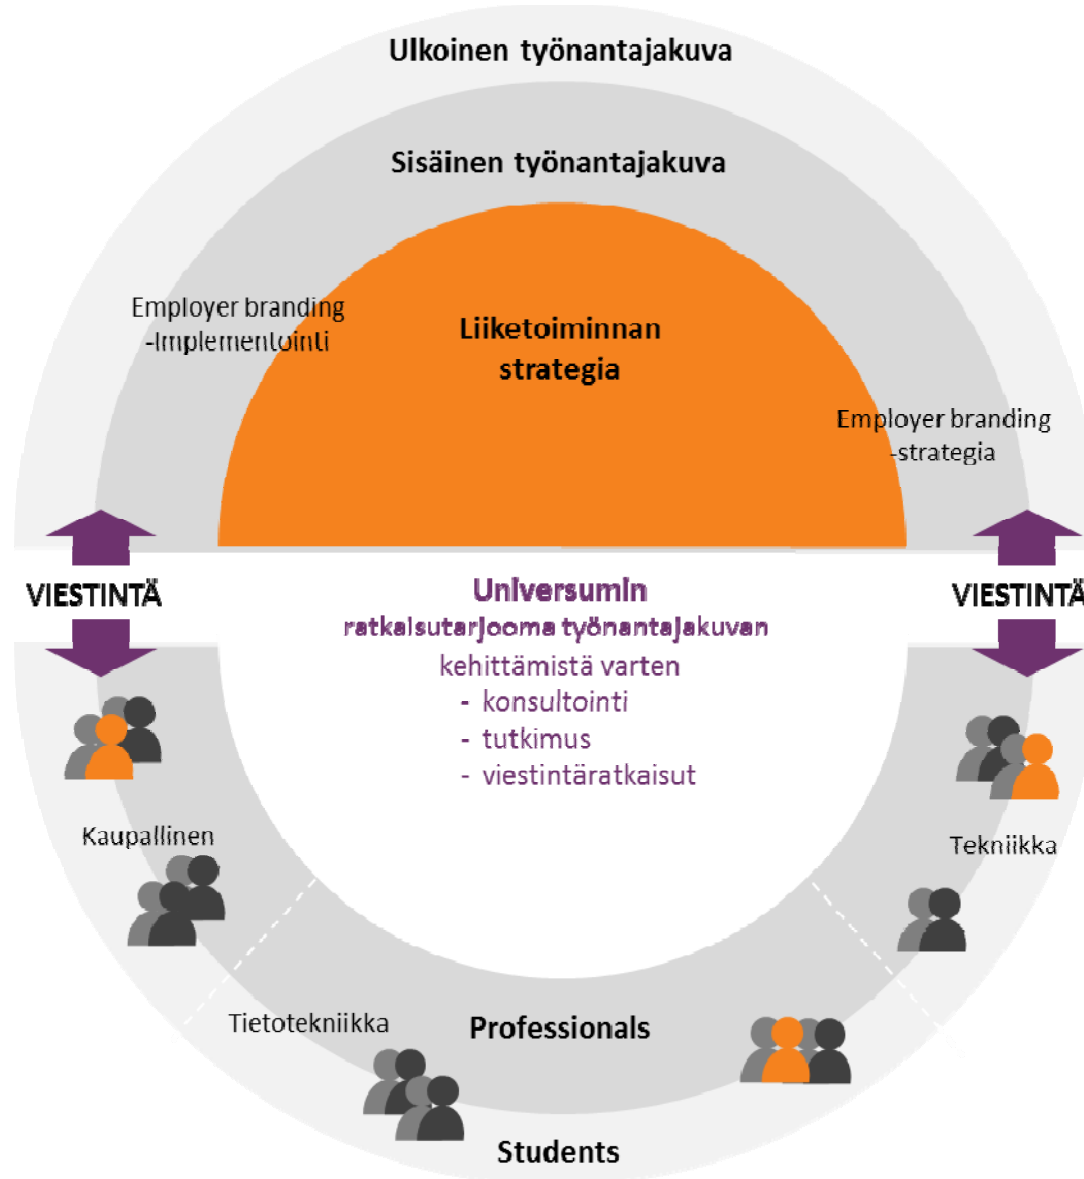 Ulkoinen työnantajakuva
Sisäinen työnantajakuva
Employer branding
-Implementointi
Liiketoiminnan
strategia
Employer branding
-strategia
VIESTINTÄ
VIESTINTÄ
Universumin
ratkaisutarjooma työnantajakuvan
kehittämistä varten
- konsultointi
- tutkimus
- viestintäratkaisut
Kaupallinen
Tekniikka
Tietotekniikka
Professionals
Students